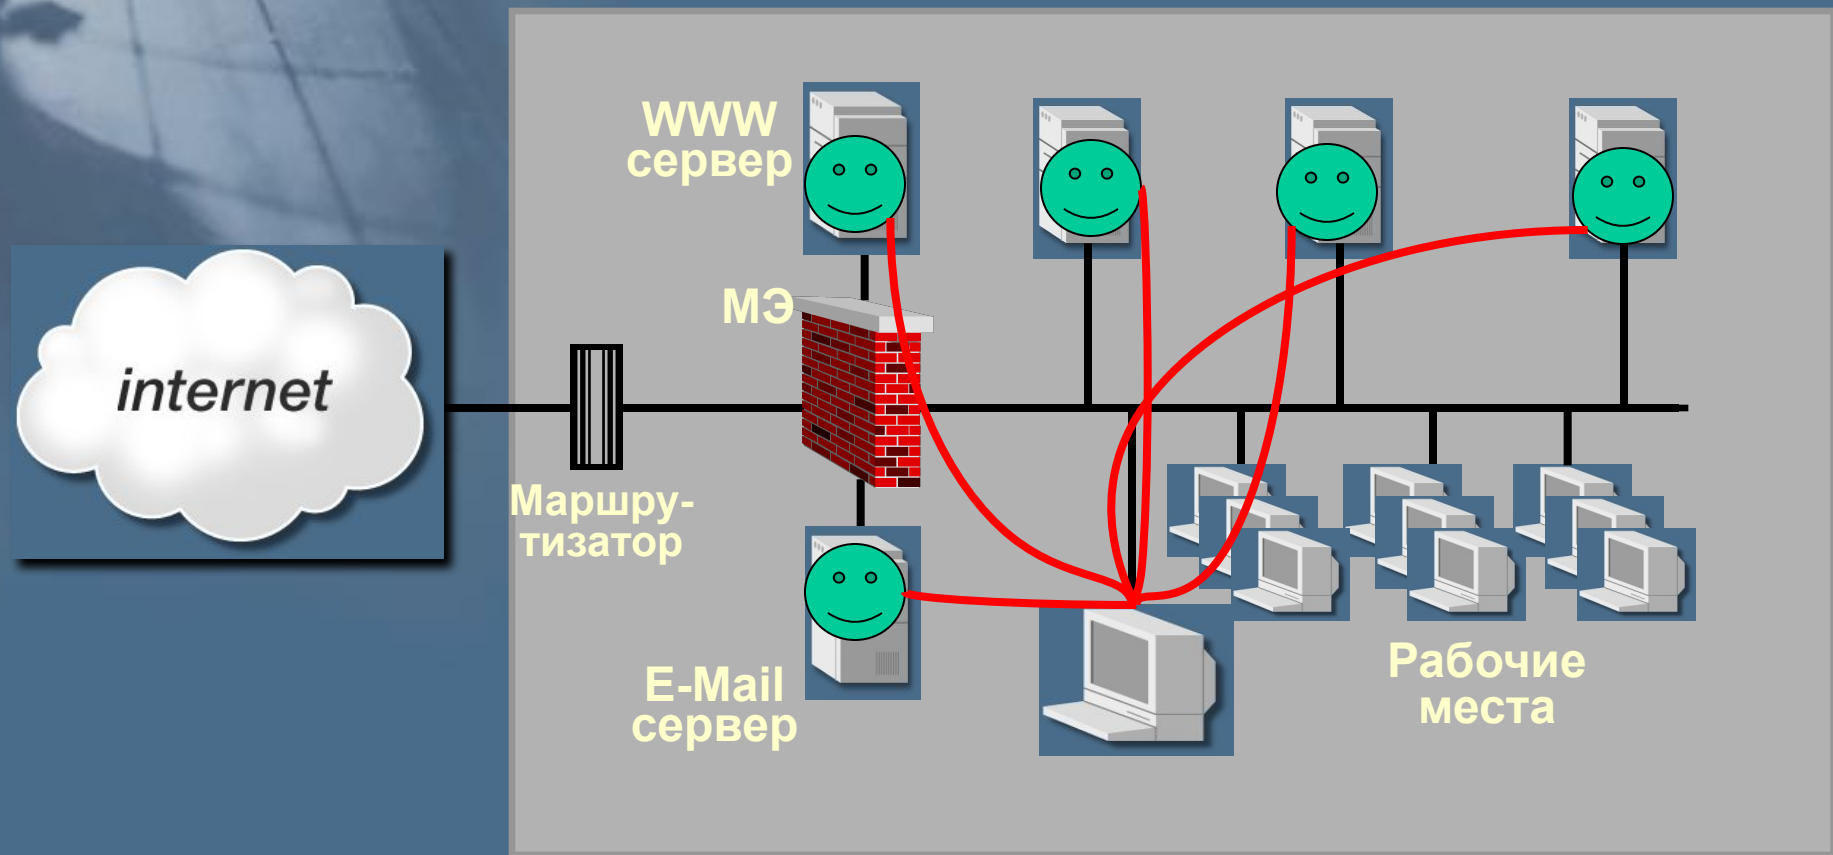 WWW
сервер
МЭ
internet
Маршру-
тизатор
E-Mail
сервер
Рабочие
места